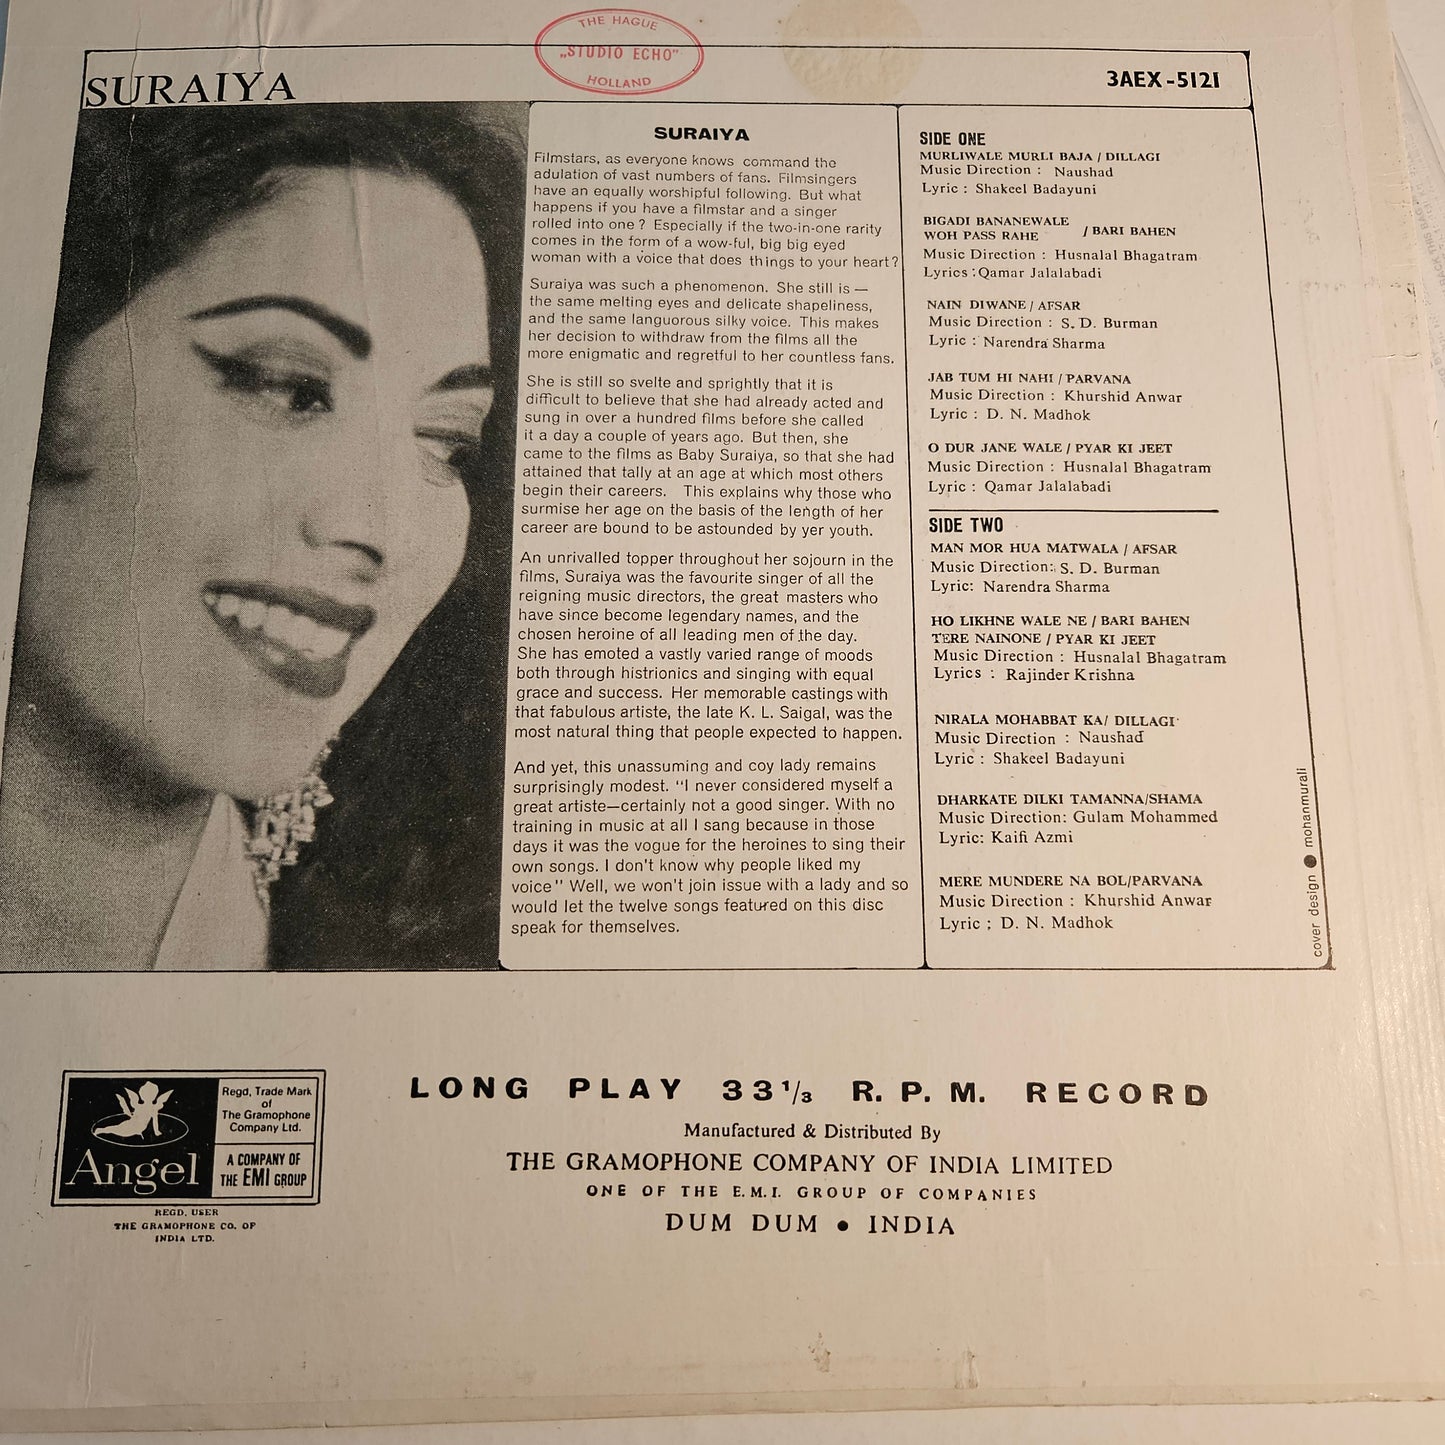 THE HAGUE
„STUDIO ECHO"
HOLLAND
SURAIYA
3AEX-5121
SURAIYA
Filmstars, as everyone knows command the
adulation of vast numbers of fans. Filmsingers
have an equally worshipful following. But what
happens if you have a filmstar and a singer
rolled into one? Especially if the two-in-one rarity
comes in the form of a wow-ful, big big eyed
woman with a voice that does things to your heart?
Suraiya was such a phenomenon. She still is —
the same melting eyes and delicate shapeliness,
and the same languorous silky voice. This makes
her decision to withdraw from the films all the
more enigmatic and regretful to her countless fans.
She is still so svelte and sprightly that it is
difficult to believe that she had already acted and
sung in over a hundred films before she called
it a day a couple of years ago. But then, she
came to the films as Baby Suraiya, so that she had
attained that tally at an age at which most others
begin their careers. This explains why those who
surmise her age on the basis of the length of her
career are bound to be astounded by yer youth.
An unrivalled topper throughout her sojourn in the
films, Suraiya was the favourite singer of all the
reigning music directors, the great masters who
have since become legendary names, and the
chosen heroine of all leading men of the day.
She has emoted a vastly varied range of moods
both through histrionics and singing with equal
grace and success. Her memorable castings with
that fabulous artiste, the late K. L. Saigal, was the
most natural thing that people expected to happen.
And yet, this unassuming and coy lady remains
surprisingly modest. "I never considered myself a
great artiste—certainly not a good singer. With no
training in music at all I sang because in those
days it was the vogue for the heroines to sing their
own songs. I don't know why people liked my
voice" Well, we won't join issue with a lady and so
would let the twelve songs featured on this disc
speak for themselves.
SIDE ONE
MURLIWALE MURLI BAJA / DILLAGI
Music Direction : Naushad
Lyric : Shakeel Badayuni
BIGADI BANANEWALE
WOH PASS RAHE / BARI BAHEN
Music Direction : Husnalal Bhagatram
Lyrics : Qamar Jalalabadi
NAIN DIWANE / AFSAR
Music Direction : S. D. Burman
Lyric : Narendra Sharma
JAB TUM HI NAHI / PARVANA
Music Direction : Khurshid Anwar
Lyric : D. N. Madhok
O DUR JANE WALE / PYAR KI JEET
Music Direction : Husnalal Bhagatram
Lyric : Qamar Jalalabadi
SIDE TWO
MAN MOR HUA MATWALA / AFSAR
Music Direction: S. D. Burman
Lyric: Narendra Sharma
HO LIKHNE WALE NE / BARI BAHEN
TERE NAINONE / PYAR KI JEET
Music Direction : Husnalal Bhagatram
Lyrics : Rajinder Krishna
NIRALA MOHABBAT KA/ DILLAGI
Music Direction : Naushad
Lyric : Shakeel Badayuni
DHARKATE DILKI TAMANNA/SHAMA
Music Direction: Gulam Mohammed
Lyric: Kaifi Azmi
MERE MUNDERE NA BOL/PARVANA
Music Direction : Khurshid Anwar
Lyric ; D. N. Madhok
cover design ● mohanmurali
Angel
Regd. Trade Mark
of
The Gramophone
Company Ltd.
A COMPANY OF
THE EMI GROUP
REGD. USER
THE GRAMOPHONE CO. OF
INDIA LTD.
LONG PLAY 33 1/3 R. P. M. RECORD
Manufactured & Distributed By
THE GRAMOPHONE COMPANY OF INDIA LIMITED
ONE OF THE E.M.I. GROUP OF COMPANIES
DUM DUM ● INDIA